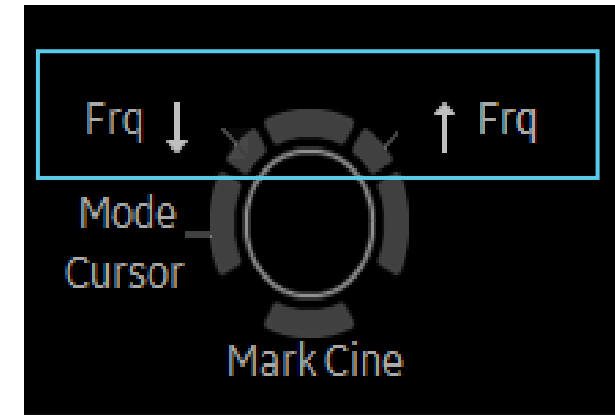 Frq ↓ ↑ Frq
Mode
Cursor
Mark Cine